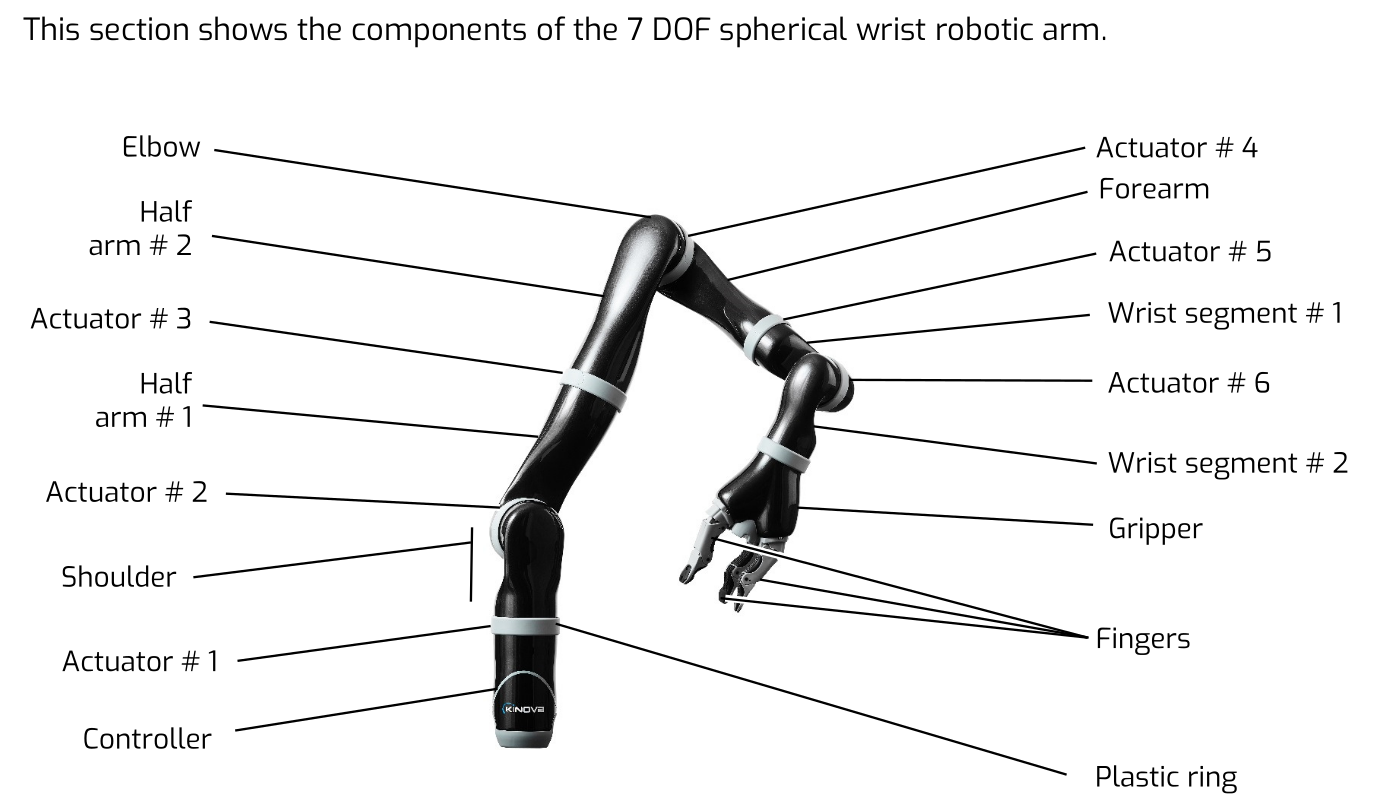 This section shows the components of the 7 DOF spherical wrist robotic arm.
Elbow
Half
arm # 2
Actuator # 3
Half
arm # 1
Actuator # 2
Shoulder
Actuator # 1
Controller
Actuator # 4
Forearm
Actuator # 5
Wrist segment # 1
Actuator # 6
Wrist segment # 2
Gripper
Fingers
Plastic ring
KINOVA